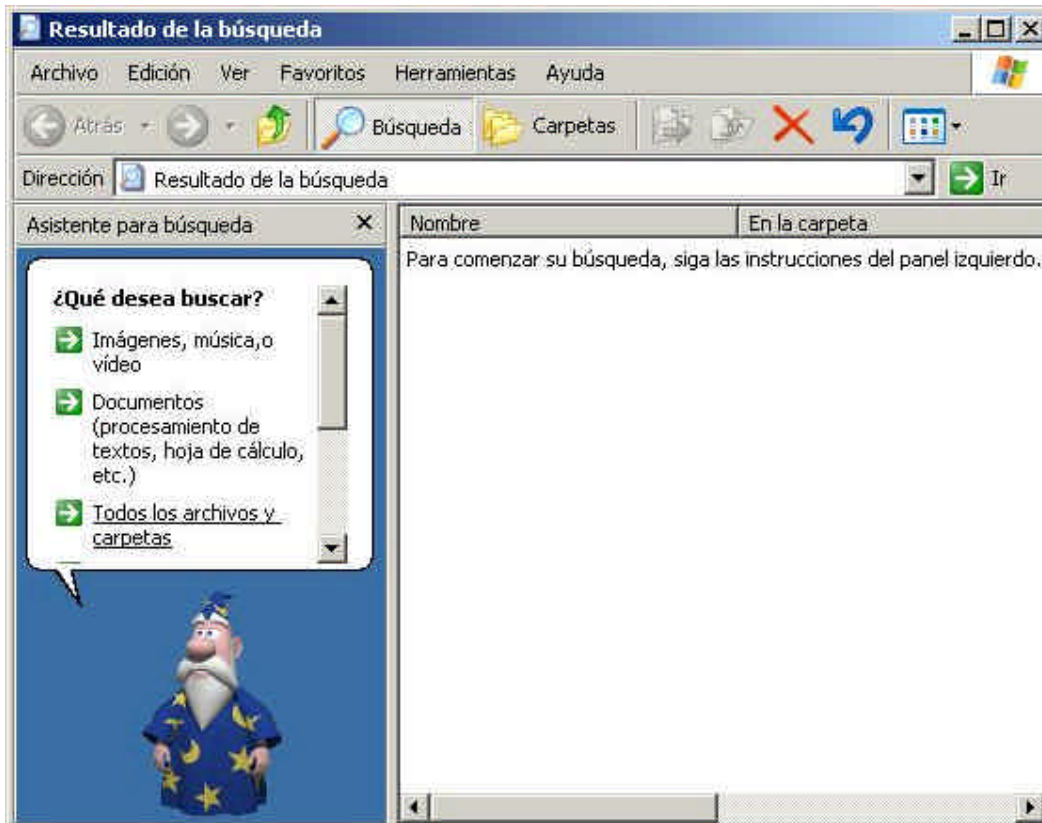 Resultado de la búsqueda
Archivo Edición Ver Favoritos Herramientas Ayuda
Atrás Búsqueda Carpetas
Dirección Resultado de la búsqueda Ir
Asistente para búsqueda
Nombre En la carpeta
Para comenzar su búsqueda, siga las instrucciones del panel izquierdo.
¿Qué desea buscar?
Imágenes, música,o
vídeo
Documentos
(procesamiento de
textos, hoja de cálculo,
etc.)
Todos los archivos y
carpetas